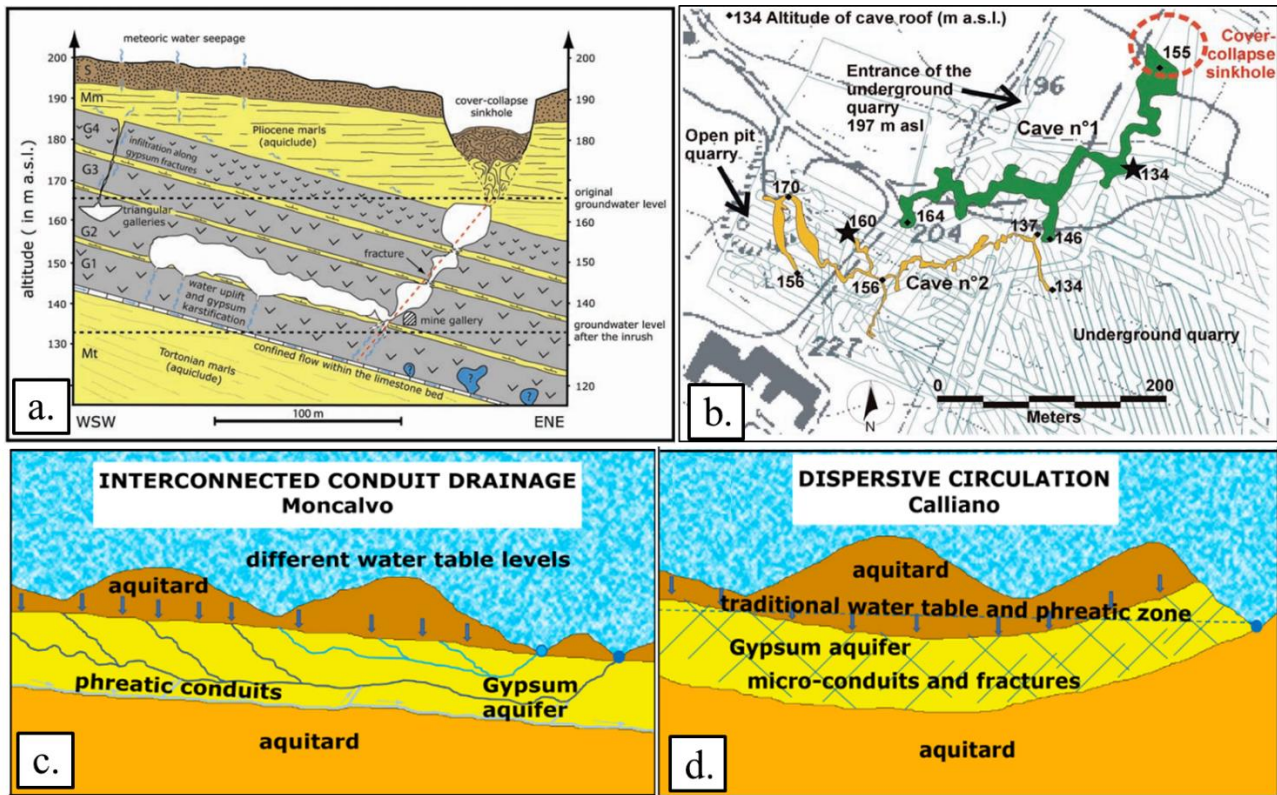 meteoric water seepage
200
190
180
170
160
150
140
130
altitude ( in m a.s.l.)
S
Mm
G4
G3
G2
G1
Mt
Pliocene marls
(aquiclude)
infiltration along
gypsum fractures
triangular
galleries
cover-collapse
sinkhole
200
190
180
170
160
150
140
130
120
original
groundwater level
fracture
water uplift
and gypsum
karstification
mine gallery
groundwater level
after the inrush
confined flow within the limestone bed
Tortonian marls
(aquiclude)
?
?
?
100 m
WSW
ENE
a.
134 Altitude of cave roof (m a.s.l.)
Entrance of the
underground
quarry
197 m asl
196
155
Cover-
collapse
sinkhole
Cave n°1
Open pit
quarry
170
160
164
204
134
137
146
156
156
Cave n°2
134
227
Underground quarry
0
200
Meters
N
b.
INTERCONNECTED CONDUIT DRAINAGE
Moncalvo
different water table levels
aquitard
phreatic conduits
Gypsum
aquifer
aquitard
c.
DISPERSIVE CIRCULATION
Calliano
aquitard
traditional water table and phreatic zone
Gypsum aquifer
micro-conduits and fractures
aquitard
d.